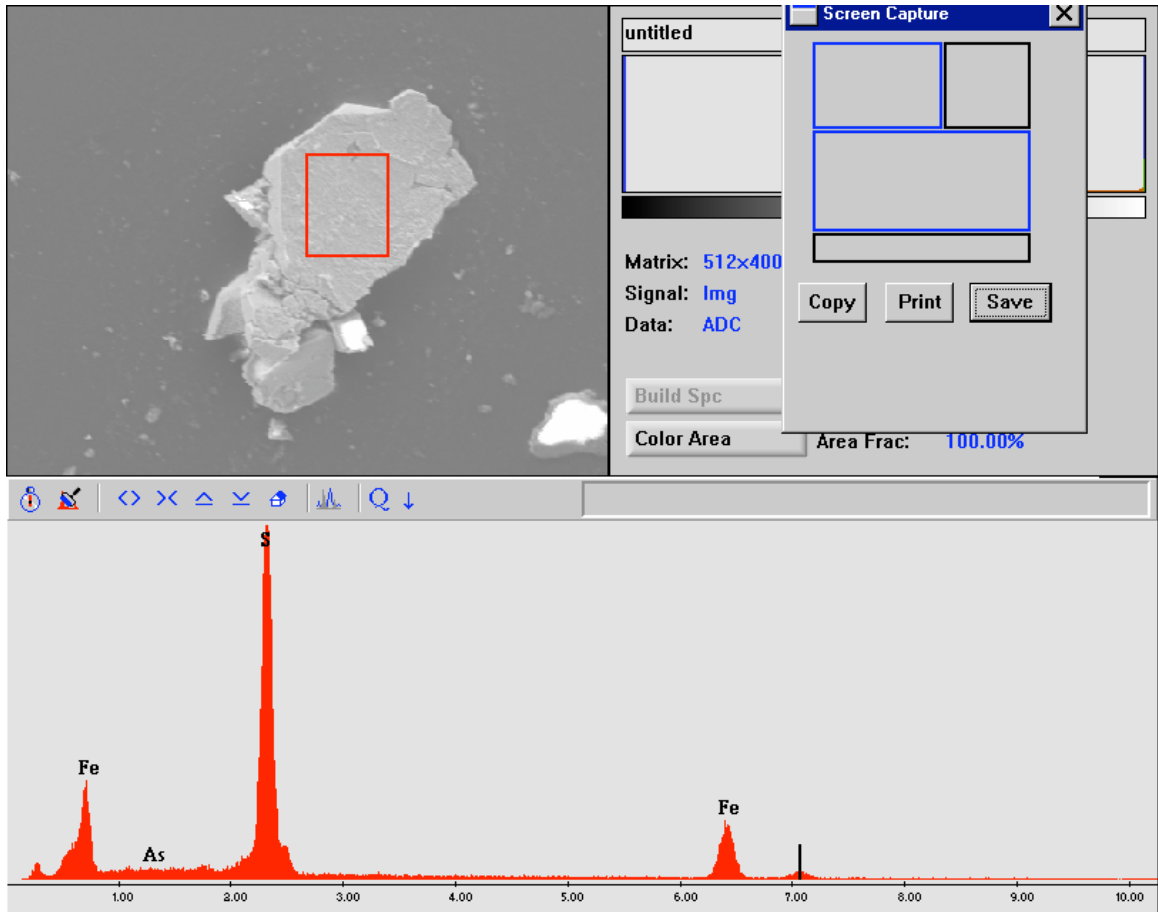 Screen Capture
untitled
Matrix: 512×400
Signal: Img
Data: ADC
Copy
Print
Save
Build Spc
Color Area
Area Frac: 100.00%
Q
S
Fe
As
Fe
1.00 2.00 3.00 4.00 5.00 6.00 7.00 8.00 9.00 10.00